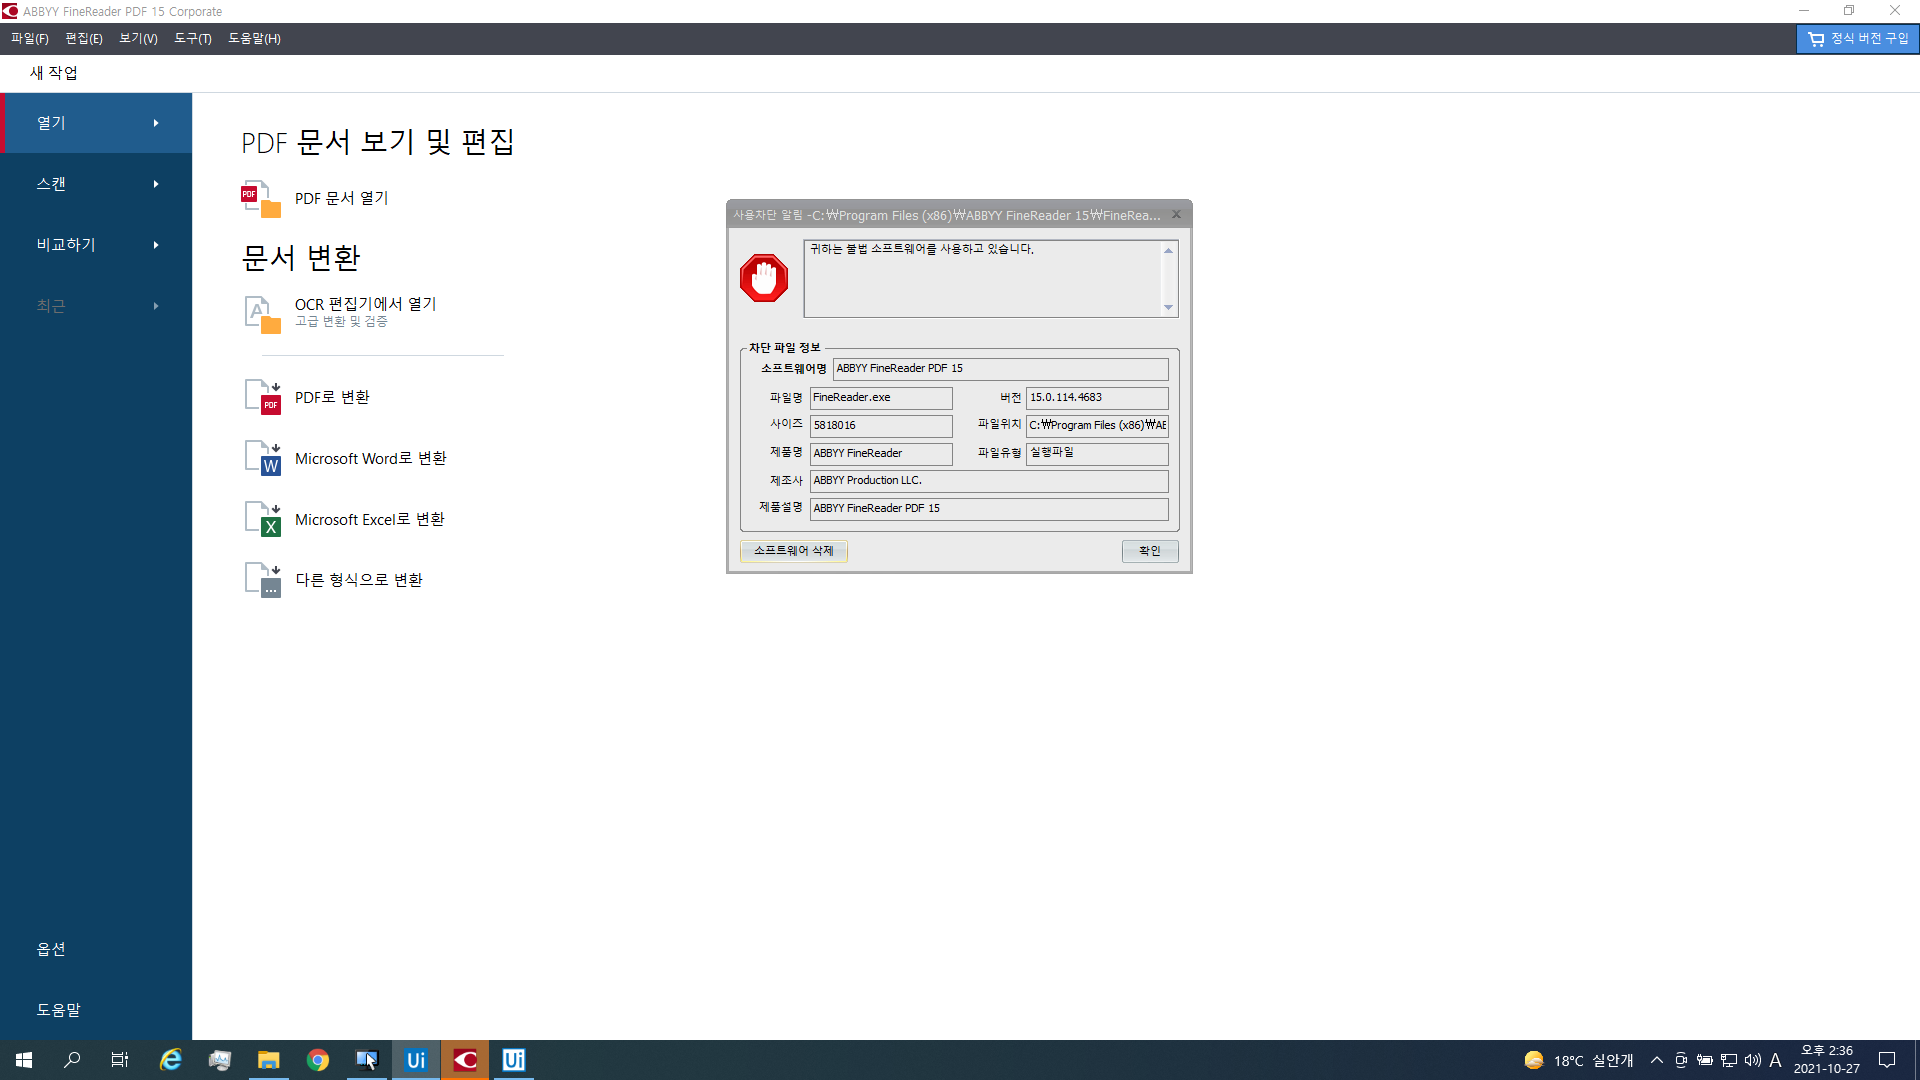 ABBYY FineReader PDF 15 Corporate
파일(F) 편집(E) 보기(V) 도구(T) 도움말(H)
정식 버전 구입
새 작업
열기
스캔
비교하기
최근
옵션
도움말
PDF 문서 보기 및 편집
PDF
PDF 문서 열기
문서 변환
A
OCR 편집기에서 열기
고급 변환 및 검증
PDF
PDF로 변환
W
Microsoft Word로 변환
X
Microsoft Excel로 변환
...
다른 형식으로 변환
사용차단 알림 -C:₩Program Files (x86)₩ABBYY FineReader 15₩FineRea... X
귀하는 불법 소프트웨어를 사용하고 있습니다.
차단 파일 정보
소프트웨어명 ABBYY FineReader PDF 15
파일명 FineReader.exe 버전 15.0.114.4683
사이즈 5818016 파일위치 C:₩Program Files (x86)₩AE
제품명 ABBYY FineReader 파일유형 실행파일
제조사 ABBYY Production LLC.
제품설명 ABBYY FineReader PDF 15
소프트웨어 삭제 확인
Ui Ui
18°C 실안개 A
오후 2:36
2021-10-27